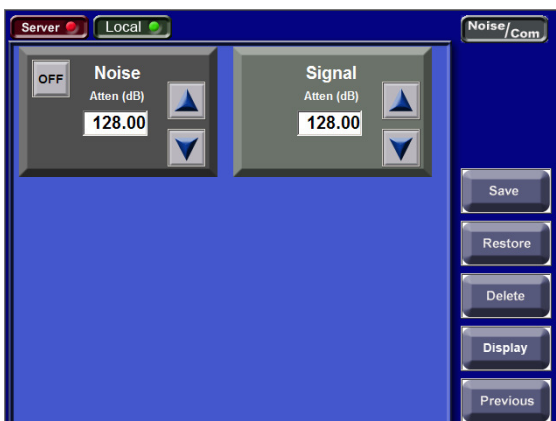 Server Local Noise/Com
OFF Noise Signal
Atten (dB) Atten (dB)
128.00 128.00
Save
Restore
Delete
Display
Previous